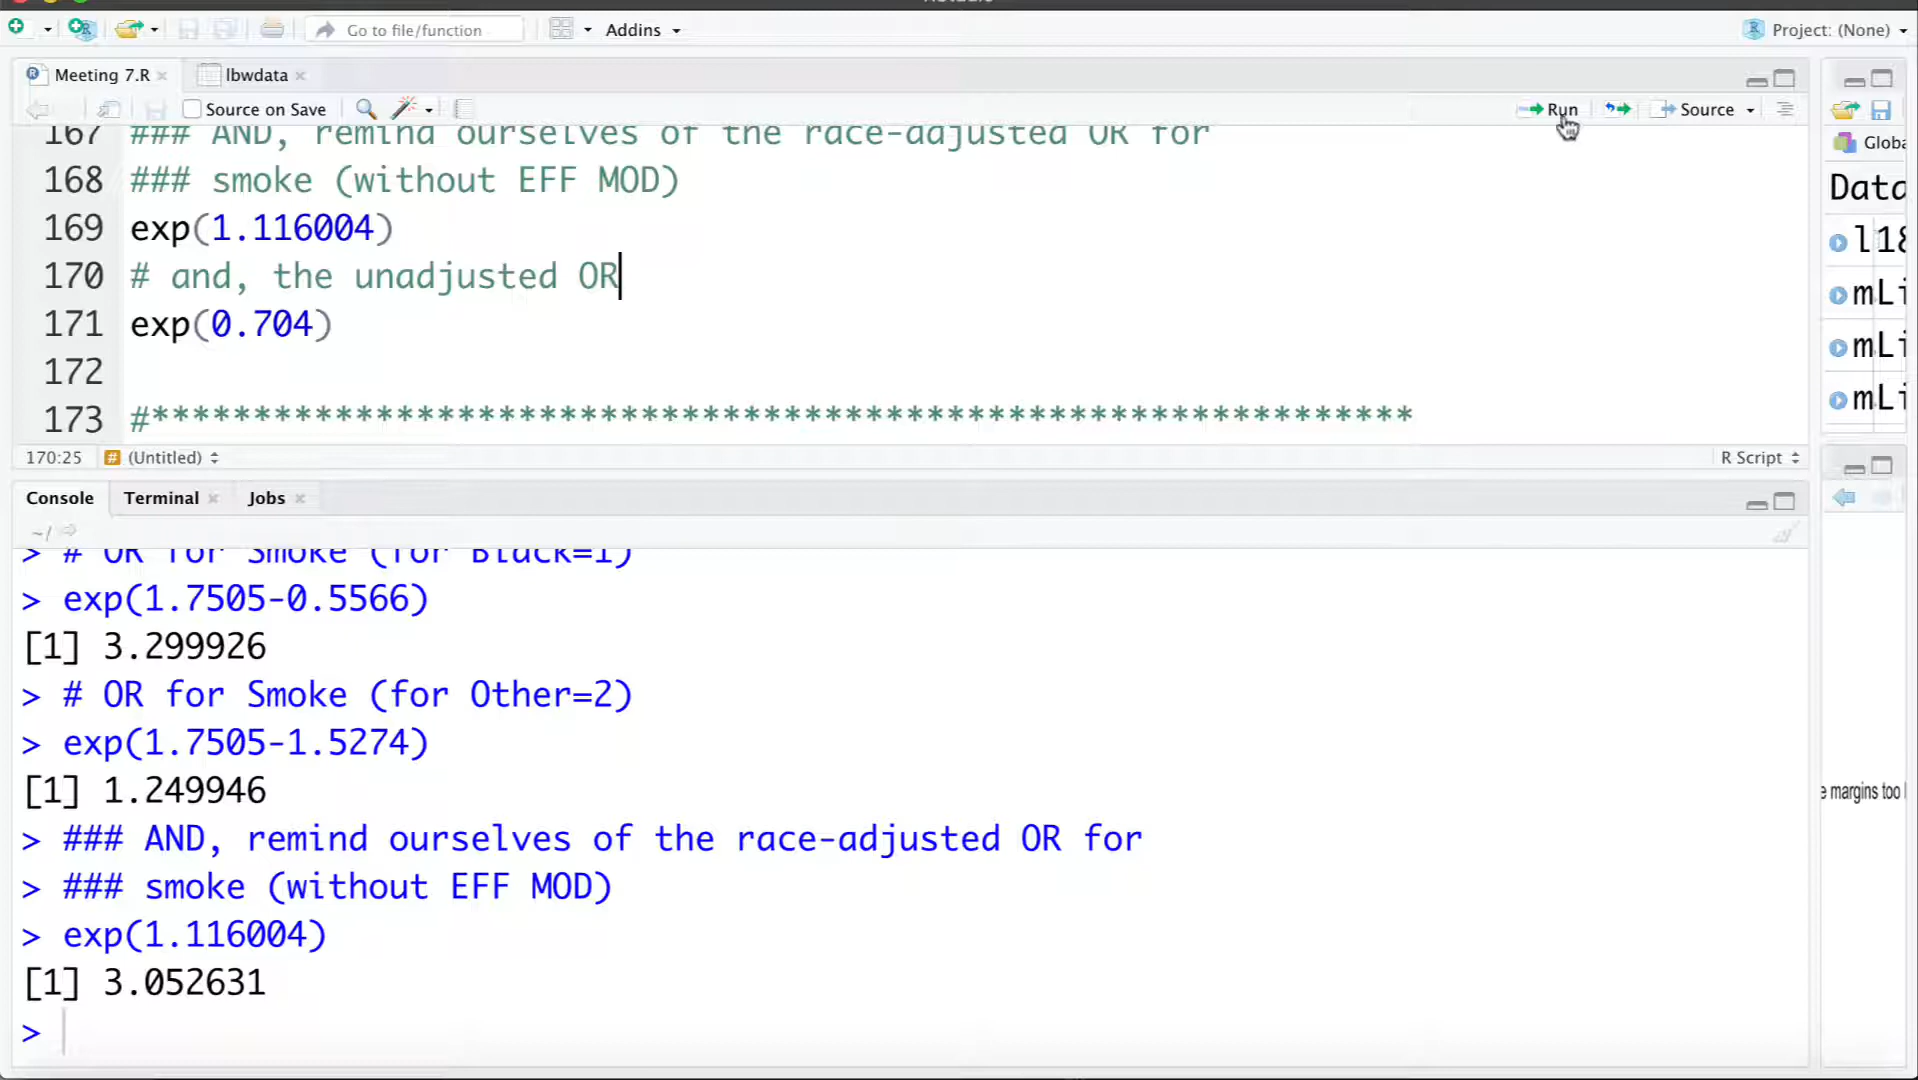 Go to file/function
Addins
Project: (None)
Meeting 7.R
lbwdata
Source on Save
Run
Source
167 ### AND, remind ourselves of the race-adjusted OR for
168 ### smoke (without EFF MOD)
169 exp(1.116004)
170 # and, the unadjusted OR
171 exp(0.704)
172
173 #**************************************************************
170:25
(Untitled)
R Script
Console
Terminal
Jobs
~/
> # OR for Smoke (for Black=1)
> exp(1.7505-0.5566)
[1] 3.299926
> # OR for Smoke (for Other=2)
> exp(1.7505-1.5274)
[1] 1.249946
> ### AND, remind ourselves of the race-adjusted OR for
> ### smoke (without EFF MOD)
> exp(1.116004)
[1] 3.052631
>
Globa
Data
l18
mLi
mLi
mLi
e margins too l